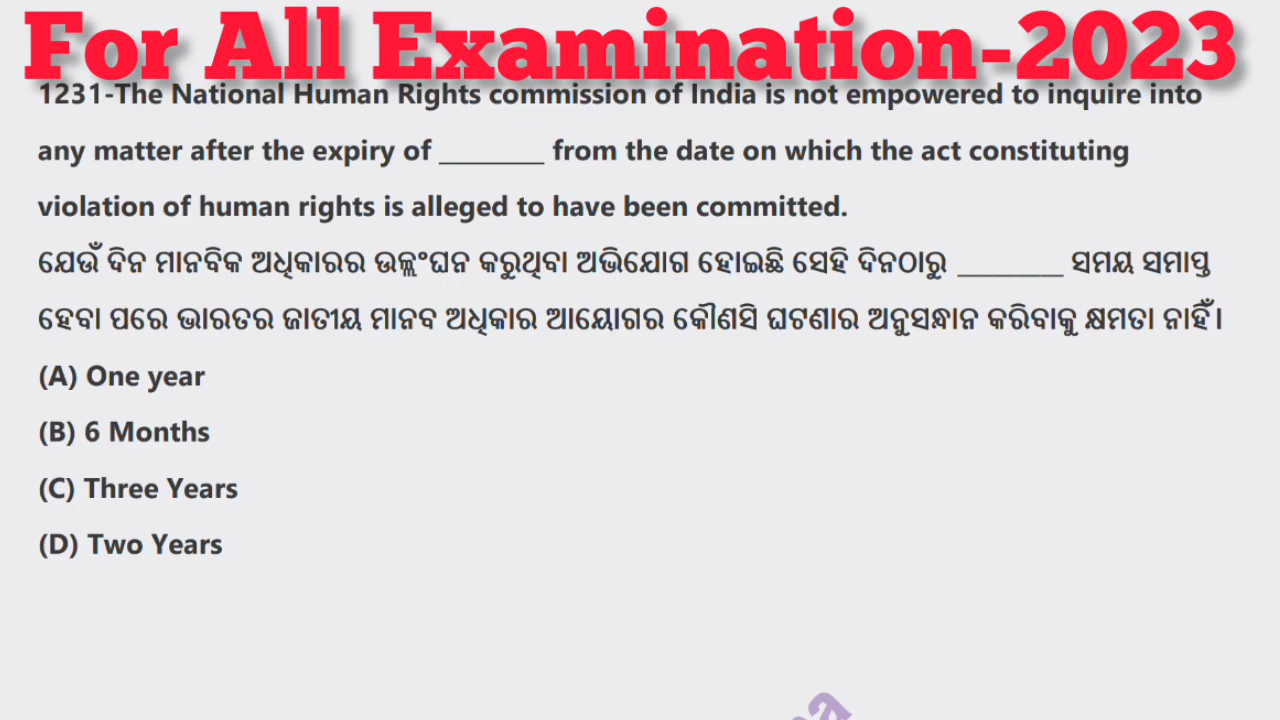 For All Examination-2023
1231-The National Human Rights commission of India is not empowered to inquire into
any matter after the expiry of ________ from the date on which the act constituting
violation of human rights is alleged to have been committed.
ଯେଉଁ ଦିନ ମାନବିକ ଅଧିକାରର ଉଲ୍ଲଂଘନ କରୁଥିବା ଅଭିଯୋଗ ହୋଇଛି ସେହି ଦିନଠାରୁ ________ ସମୟ ସମାପ୍ତ
ହେବା ପରେ ଭାରତର ଜାତୀୟ ମାନବ ଅଧିକାର ଆୟୋଗର କୌଣସି ଘଟଣାର ଅନୁସନ୍ଧାନ କରିବାକୁ କ୍ଷମତା ନାହିଁ।
(A) One year
(B) 6 Months
(C) Three Years
(D) Two Years